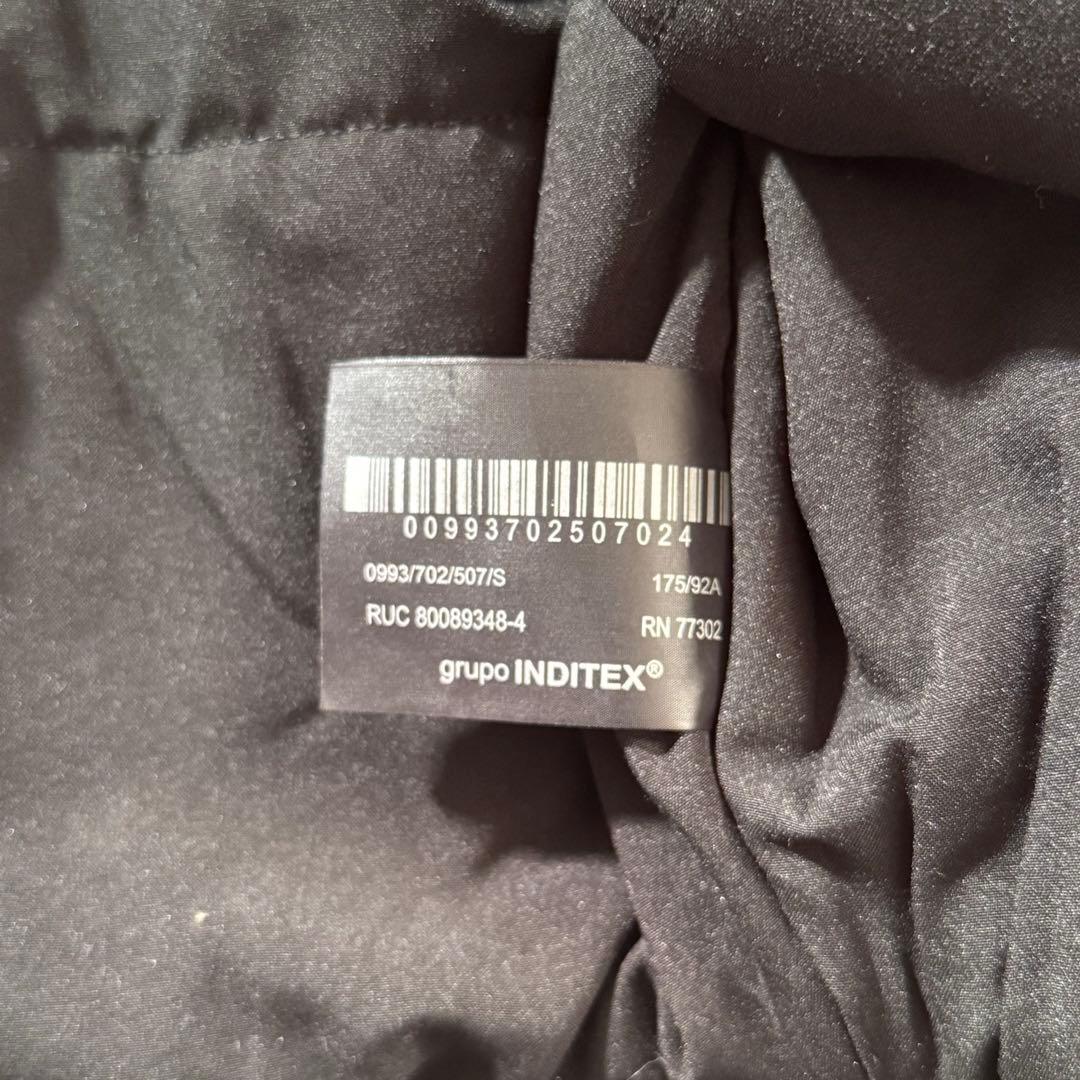 00993702507024
0993/702/507/S 175/92A
RUC 80089348-4 RN 77302
grupo INDITEX®